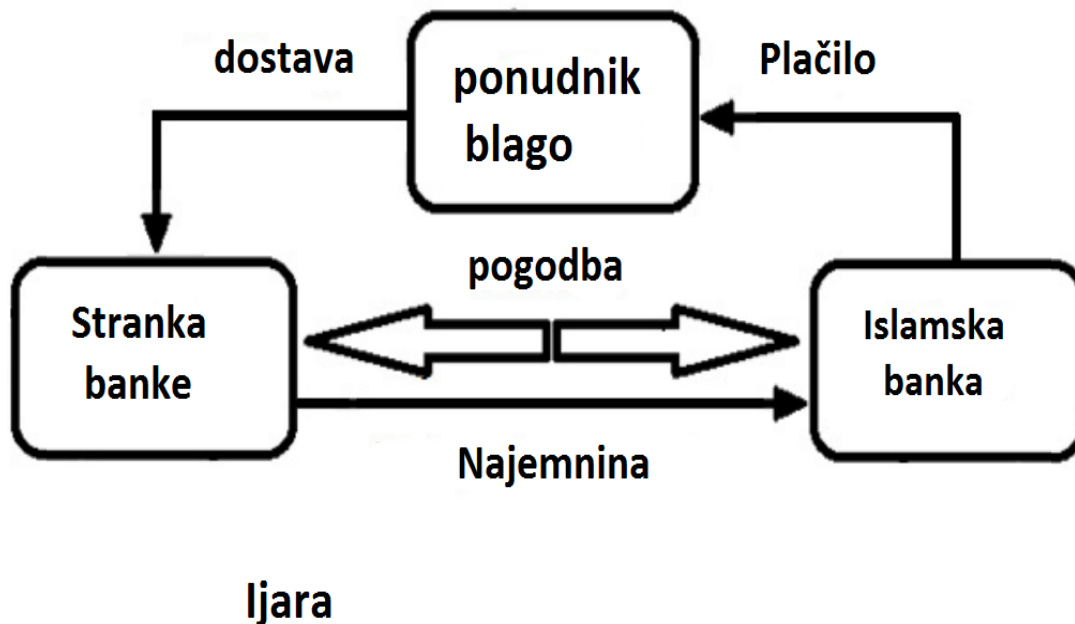 dostava
ponudnik
blago
Plačilo
pogodba
Stranka
banke
Islamska
banka
Najemnina
Ijara